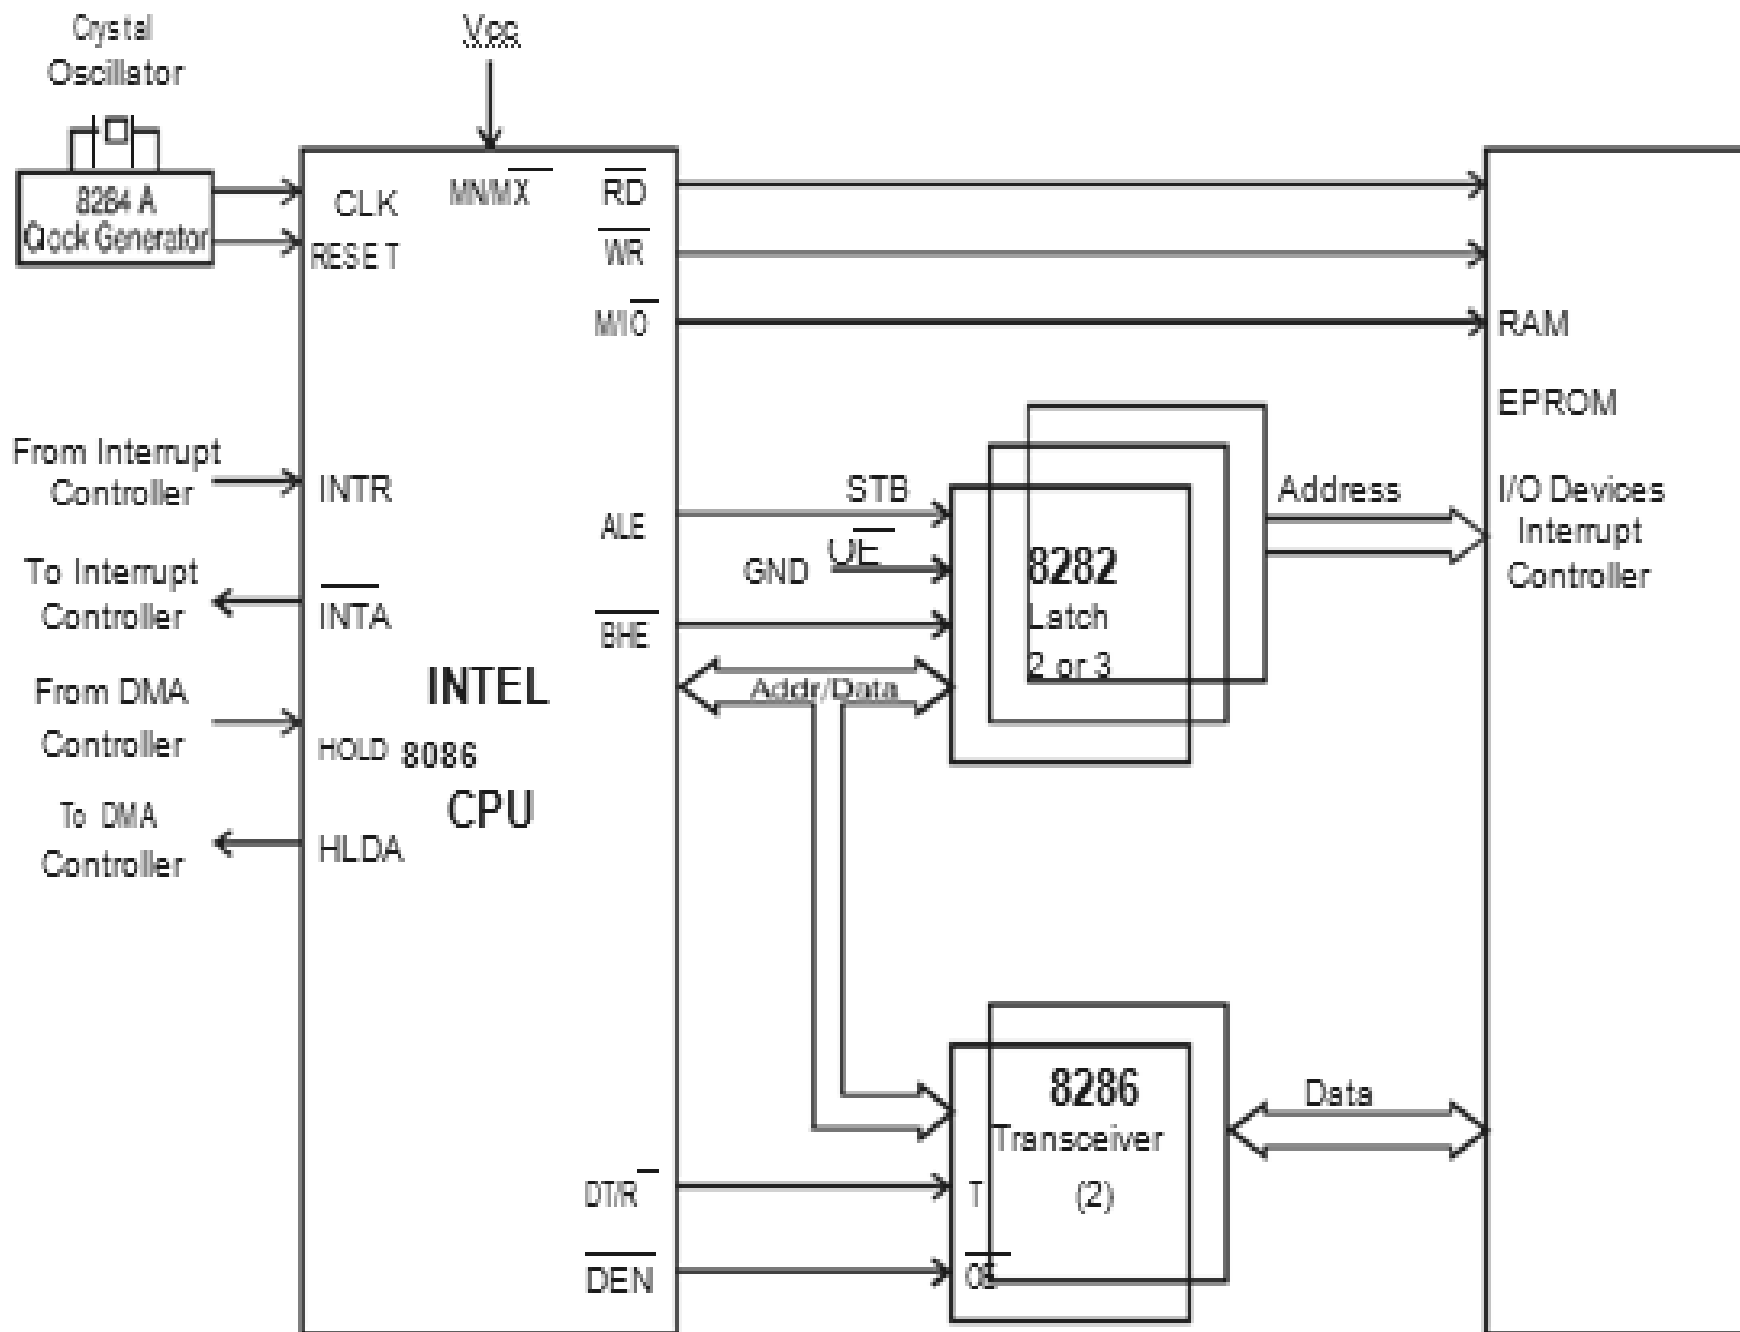 Crystal
Oscillator
Vcc
8284 A
Clock Generator
CLK
RESET
MN/MX
RD
WR
M/IO
RAM
EPROM
From Interrupt
Controller
INTR
To Interrupt
Controller
INTA
From DMA
Controller
HOLD
To DMA
Controller
HLDA
INTEL
8086
CPU
ALE
STB
GND
OE
BHE
Addr/Data
8282
Latch
2 or 3
Address
I/O Devices
Interrupt
Controller
8286
Transceiver
(2)
Data
DT/R
T
DEN
OE